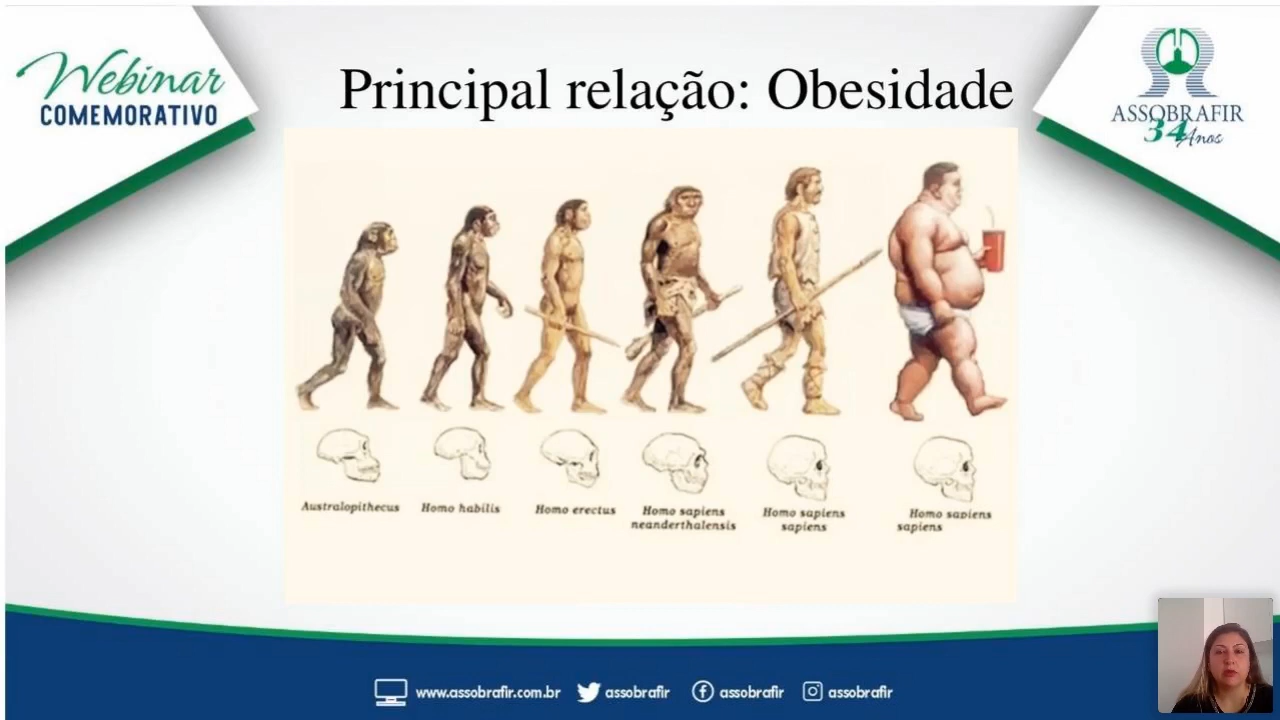 Webinar
COMEMORATIVO
Principal relação: Obesidade
ASSOBRAFIR
34 Anos
Australopithecus
Homo habilis
Homo erectus
Homo sapiens
neanderthalensis
Homo sapiens
sapiens
Homo sapiens
sapiens
www.assobrafir.com.br
assobrafir
assobrafir
assobrafir